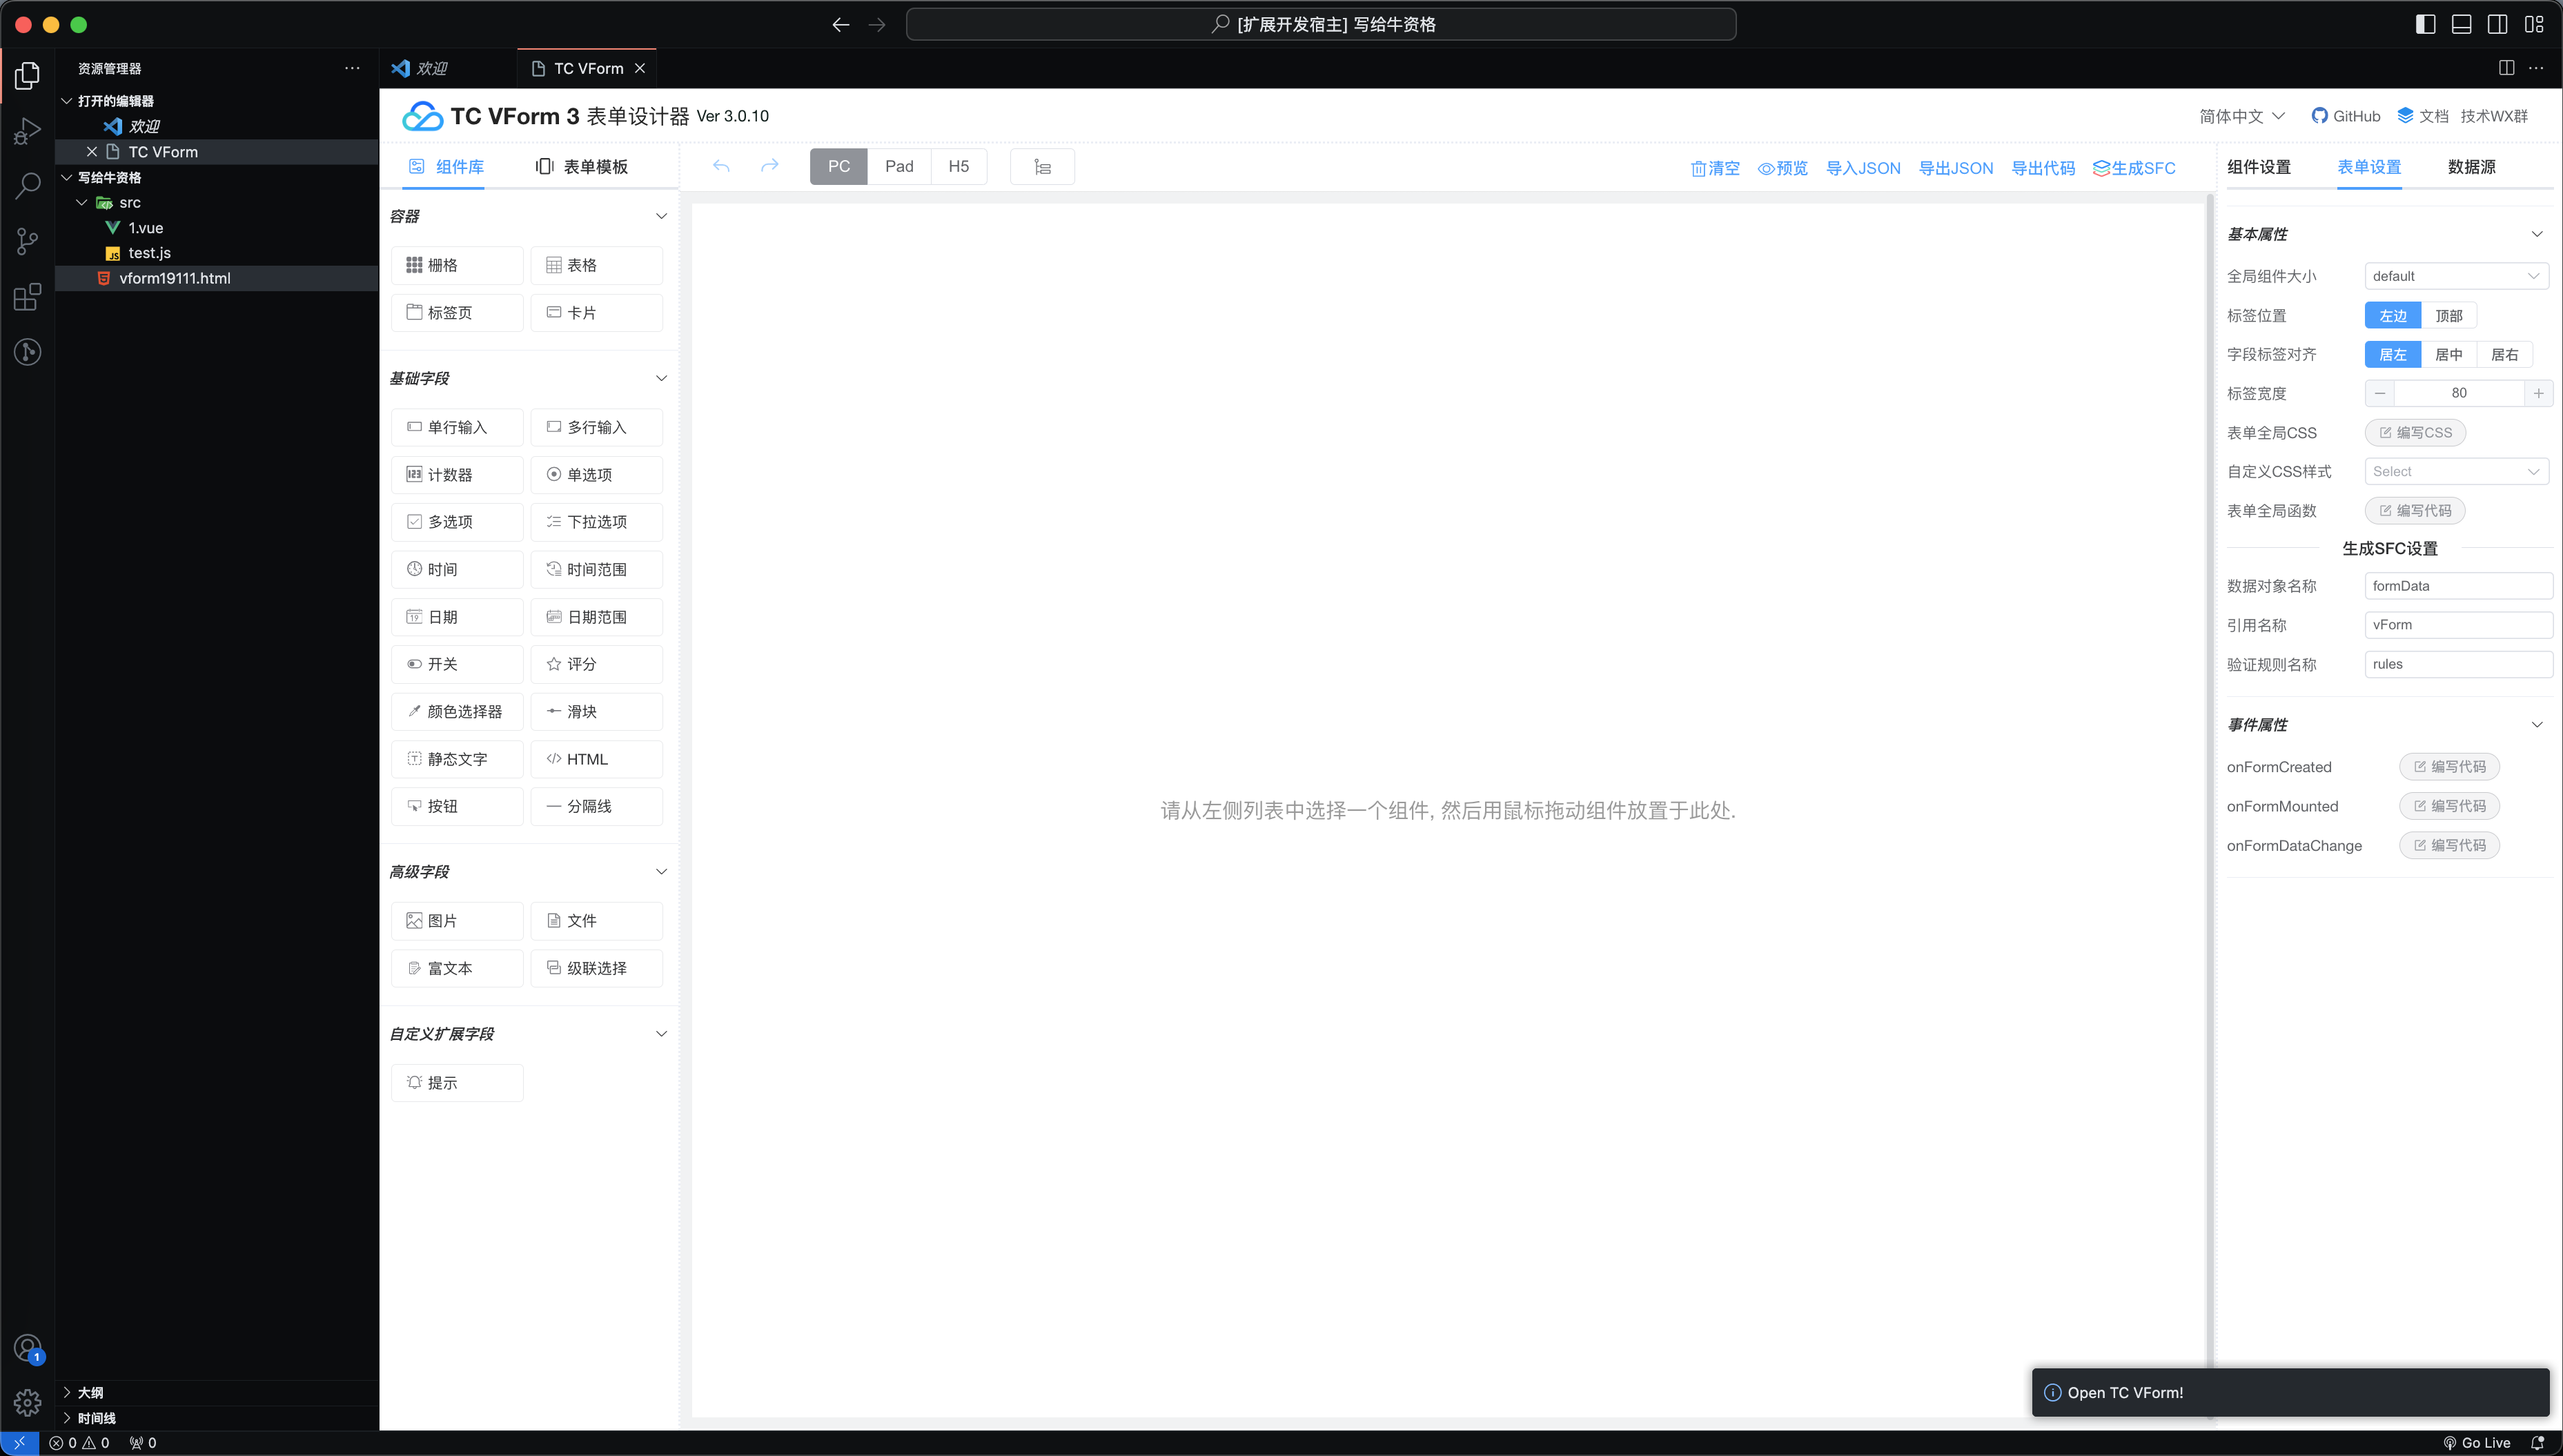 [扩展开发宿主] 写给牛资格
资源管理器
打开的编辑器
欢迎
TC VForm
写给牛资格
src
1.vue
JS test.js
vform19111.html
大纲
时间线
欢迎
TC VForm
TC VForm 3 表单设计器 Ver 3.0.10
简体中文 GitHub 文档 技术WX群
组件库 表单模板
容器
栅格 表格
标签页 卡片
基础字段
单行输入 多行输入
123 计数器 单选项
多选项 下拉选项
时间 时间范围
19 日期 日期范围
开关 评分
颜色选择器 滑块
T 静态文字 </> HTML
按钮 分隔线
高级字段
图片 文件
富文本 级联选择
自定义扩展字段
提示
PC Pad H5
清空 预览 导入JSON 导出JSON 导出代码 生成SFC
请从左侧列表中选择一个组件, 然后用鼠标拖动组件放置于此处.
组件设置 表单设置 数据源
基本属性
全局组件大小 default
标签位置 左边 顶部
字段标签对齐 居左 居中 居右
标签宽度 − 80 +
表单全局CSS 编写CSS
自定义CSS样式 Select
表单全局函数 编写代码
生成SFC设置
数据对象名称 formData
引用名称 vForm
验证规则名称 rules
事件属性
onFormCreated 编写代码
onFormMounted 编写代码
onFormDataChange 编写代码
Open TC VForm!
1
0 0 0
Go Live